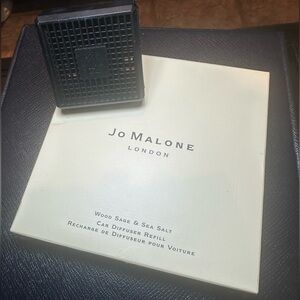 JO MALONE
LONDON
WOOD SAGE & SEA SALT
CAR DIFFUSER REFILL
RECHARGE DE DIFFUSEUR POUR VOITURE